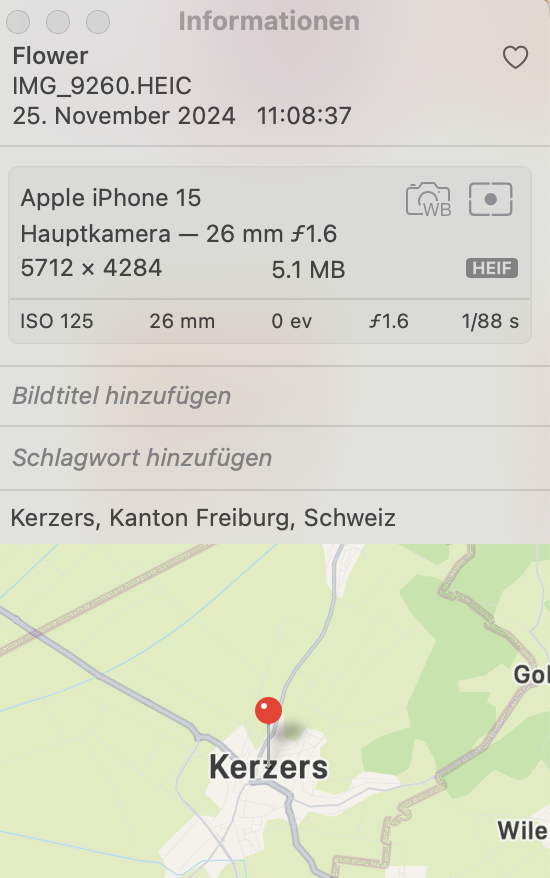 Informationen
Flower
IMG_9260.HEIC
25. November 2024 11:08:37
Apple iPhone 15
WB
Hauptkamera — 26 mm ƒ1.6
5712 × 4284 5.1 MB HEIF
ISO 125 26 mm 0 ev ƒ1.6 1/88 s
Bildtitel hinzufügen
Schlagwort hinzufügen
Kerzers, Kanton Freiburg, Schweiz
Gol
Kerzers
Wile